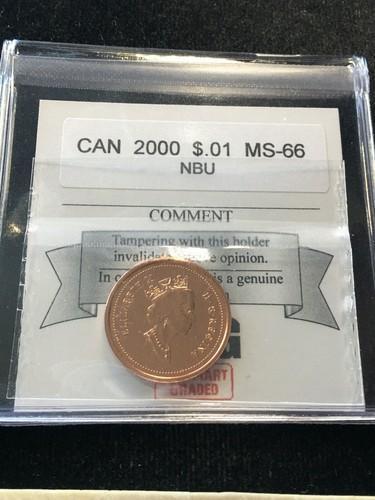 CAN 2000 $.01 MS-66
NBU
COMMENT
Tampering with this holder
opinion.
In is a genuine
ELIZABETH II D.G.REGINA
G
ART
GRADED